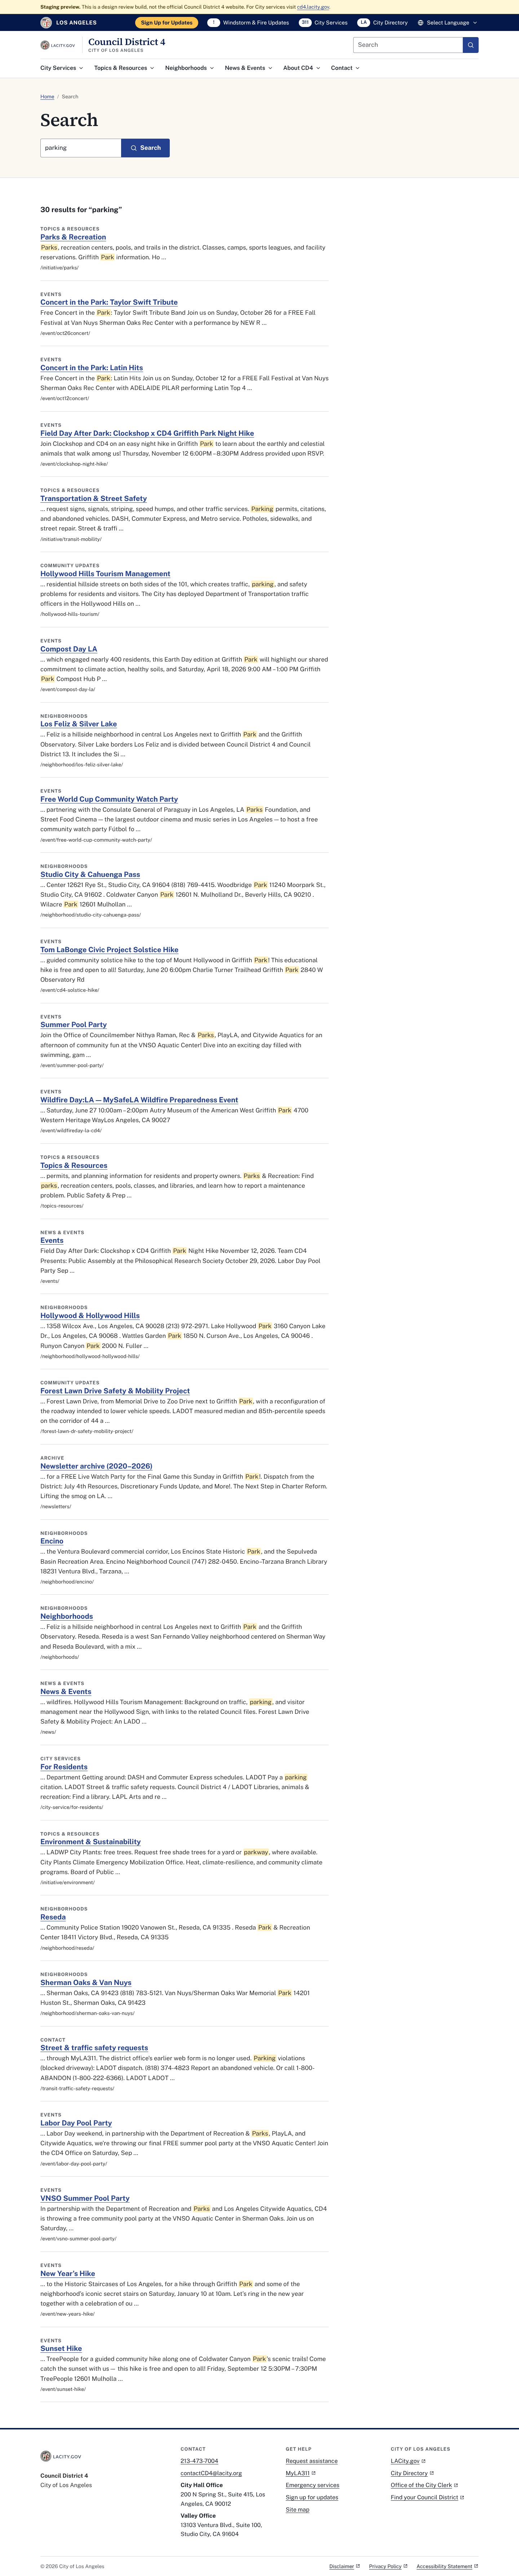 Staging preview. This is a design review build, not the official Council District 4 website. For City services visit cd4.lacity.gov.
LOS ANGELES
Sign Up for Updates
! Windstorm & Fire Updates
311 City Services
LA City Directory
Select Language
LACITY.GOV
Council District 4
CITY OF LOS ANGELES
Search
City Services
Topics & Resources
Neighborhoods
News & Events
About CD4
Contact
Home / Search
Search
parking
Search
30 results for “parking”
TOPICS & RESOURCES
Parks & Recreation
Parks, recreation centers, pools, and trails in the district. Classes, camps, sports leagues, and facility
reservations. Griffith Park information. Ho ...
/initiative/parks/
EVENTS
Concert in the Park: Taylor Swift Tribute
Free Concert in the Park: Taylor Swift Tribute Band Join us on Sunday, October 26 for a FREE Fall
Festival at Van Nuys Sherman Oaks Rec Center with a performance by NEW R ...
/event/oct26concert/
EVENTS
Concert in the Park: Latin Hits
Free Concert in the Park: Latin Hits Join us on Sunday, October 12 for a FREE Fall Festival at Van Nuys
Sherman Oaks Rec Center with ADELAIDE PILAR performing Latin Top 4 ...
/event/oct12concert/
EVENTS
Field Day After Dark: Clockshop x CD4 Griffith Park Night Hike
Join Clockshop and CD4 on an easy night hike in Griffith Park to learn about the earthly and celestial
animals that walk among us! Thursday, November 12 6:00PM – 8:30PM Address provided upon RSVP.
/event/clockshop-night-hike/
TOPICS & RESOURCES
Transportation & Street Safety
... request signs, signals, striping, speed humps, and other traffic services. Parking permits, citations,
and abandoned vehicles. DASH, Commuter Express, and Metro service. Potholes, sidewalks, and
street repair. Street & traffi ...
/initiative/transit-mobility/
COMMUNITY UPDATES
Hollywood Hills Tourism Management
... residential hillside streets on both sides of the 101, which creates traffic, parking, and safety
problems for residents and visitors. The City has deployed Department of Transportation traffic
officers in the Hollywood Hills on ...
/hollywood-hills-tourism/
EVENTS
Compost Day LA
... which engaged nearly 400 residents, this Earth Day edition at Griffith Park will highlight our shared
commitment to climate action, healthy soils, and Saturday, April 18, 2026 9:00 AM – 1:00 PM Griffith
Park Compost Hub P ...
/event/compost-day-la/
NEIGHBORHOODS
Los Feliz & Silver Lake
... Feliz is a hillside neighborhood in central Los Angeles next to Griffith Park and the Griffith
Observatory. Silver Lake borders Los Feliz and is divided between Council District 4 and Council
District 13. It includes the Si ...
/neighborhood/los-feliz-silver-lake/
EVENTS
Free World Cup Community Watch Party
... partnering with the Consulate General of Paraguay in Los Angeles, LA Parks Foundation, and
Street Food Cinema -- the largest outdoor cinema and music series in Los Angeles -- to host a free
community watch party Fútbol fo ...
/event/free-world-cup-community-watch-party/
NEIGHBORHOODS
Studio City & Cahuenga Pass
... Center 12621 Rye St., Studio City, CA 91604 (818) 769-4415. Woodbridge Park 11240 Moorpark St.,
Studio City, CA 91602 . Coldwater Canyon Park 12601 N. Mulholland Dr., Beverly Hills, CA 90210 .
Wilacre Park 12601 Mulhollan ...
/neighborhood/studio-city-cahuenga-pass/
EVENTS
Tom LaBonge Civic Project Solstice Hike
... guided community solstice hike to the top of Mount Hollywood in Griffith Park! This educational
hike is free and open to all! Saturday, June 20 6:00pm Charlie Turner Trailhead Griffith Park 2840 W
Observatory Rd
/event/cd4-solstice-hike/
EVENTS
Summer Pool Party
Join the Office of Councilmember Nithya Raman, Rec & Parks, PlayLA, and Citywide Aquatics for an
afternoon of community fun at the VNSO Aquatic Center! Dive into an exciting day filled with
swimming, gam ...
/event/summer-pool-party/
EVENTS
Wildfire Day:LA — MySafeLA Wildfire Preparedness Event
... Saturday, June 27 10:00am – 2:00pm Autry Museum of the American West Griffith Park 4700
Western Heritage WayLos Angeles, CA 90027
/event/wildfireday-la-cd4/
TOPICS & RESOURCES
Topics & Resources
... permits, and planning information for residents and property owners. Parks & Recreation: Find
parks, recreation centers, pools, classes, and libraries, and learn how to report a maintenance
problem. Public Safety & Prep ...
/topics-resources/
NEWS & EVENTS
Events
Field Day After Dark: Clockshop x CD4 Griffith Park Night Hike November 12, 2026. Team CD4
Presents: Public Assembly at the Philosophical Research Society October 29, 2026. Labor Day Pool
Party Sep ...
/events/
NEIGHBORHOODS
Hollywood & Hollywood Hills
... 1358 Wilcox Ave., Los Angeles, CA 90028 (213) 972-2971. Lake Hollywood Park 3160 Canyon Lake
Dr., Los Angeles, CA 90068 . Wattles Garden Park 1850 N. Curson Ave., Los Angeles, CA 90046 .
Runyon Canyon Park 2000 N. Fuller ...
/neighborhood/hollywood-hollywood-hills/
COMMUNITY UPDATES
Forest Lawn Drive Safety & Mobility Project
... Forest Lawn Drive, from Memorial Drive to Zoo Drive next to Griffith Park, with a reconfiguration of
the roadway intended to lower vehicle speeds. LADOT measured median and 85th-percentile speeds
on the corridor of 44 a ...
/forest-lawn-dr-safety-mobility-project/
ARCHIVE
Newsletter archive (2020–2026)
... for a FREE Live Watch Party for the Final Game this Sunday in Griffith Park!. Dispatch from the
District: July 4th Resources, Discretionary Funds Update, and More!. The Next Step in Charter Reform.
Lifting the smog on LA. ...
/newsletters/
NEIGHBORHOODS
Encino
... the Ventura Boulevard commercial corridor, Los Encinos State Historic Park, and the Sepulveda
Basin Recreation Area. Encino Neighborhood Council (747) 282-0450. Encino-Tarzana Branch Library
18231 Ventura Blvd., Tarzana, ...
/neighborhood/encino/
NEIGHBORHOODS
Neighborhoods
... Feliz is a hillside neighborhood in central Los Angeles next to Griffith Park and the Griffith
Observatory. Reseda. Reseda is a west San Fernando Valley neighborhood centered on Sherman Way
and Reseda Boulevard, with a mix ...
/neighborhoods/
NEWS & EVENTS
News & Events
... wildfires. Hollywood Hills Tourism Management: Background on traffic, parking, and visitor
management near the Hollywood Sign, with links to the related Council files. Forest Lawn Drive
Safety & Mobility Project: An LADO ...
/news/
CITY SERVICES
For Residents
... Department Getting around: DASH and Commuter Express schedules. LADOT Pay a parking
citation. LADOT Street & traffic safety requests. Council District 4 / LADOT Libraries, animals &
recreation: Find a library. LAPL Arts and re ...
/city-service/for-residents/
TOPICS & RESOURCES
Environment & Sustainability
... LADWP City Plants: free trees. Request free shade trees for a yard or parkway, where available.
City Plants Climate Emergency Mobilization Office. Heat, climate-resilience, and community climate
programs. Board of Public ...
/initiative/environment/
NEIGHBORHOODS
Reseda
... Community Police Station 19020 Vanowen St., Reseda, CA 91335 . Reseda Park & Recreation
Center 18411 Victory Blvd., Reseda, CA 91335
/neighborhood/reseda/
NEIGHBORHOODS
Sherman Oaks & Van Nuys
... Sherman Oaks, CA 91423 (818) 783-5121. Van Nuys/Sherman Oaks War Memorial Park 14201
Huston St., Sherman Oaks, CA 91423
/neighborhood/sherman-oaks-van-nuys/
CONTACT
Street & traffic safety requests
... through MyLA311. The district office's earlier web form is no longer used. Parking violations
(blocked driveway): LADOT dispatch. (818) 374-4823 Report an abandoned vehicle. Or call 1-800-
ABANDON (1-800-222-6366). LADOT LADOT ...
/transit-traffic-safety-requests/
EVENTS
Labor Day Pool Party
... Labor Day weekend, in partnership with the Department of Recreation & Parks, PlayLA, and
Citywide Aquatics, we're throwing our final FREE summer pool party at the VNSO Aquatic Center! Join
the CD4 Office on Saturday, Sep ...
/event/labor-day-pool-party/
EVENTS
VNSO Summer Pool Party
In partnership with the Department of Recreation and Parks and Los Angeles Citywide Aquatics, CD4
is throwing a free community pool party at the VNSO Aquatic Center in Sherman Oaks. Join us on
Saturday, ...
/event/vsno-summer-pool-party/
EVENTS
New Year's Hike
... to the Historic Staircases of Los Angeles, for a hike through Griffith Park and some of the
neighborhood's iconic secret stairs on Saturday, January 10 at 10am. Let's ring in the new year
together with a celebration of ou ...
/event/new-years-hike/
EVENTS
Sunset Hike
... TreePeople for a guided community hike along one of Coldwater Canyon Park's scenic trails! Come
catch the sunset with us — this hike is free and open to all! Friday, September 12 5:30PM – 7:30PM
TreePeople 12601 Mulholla ...
/event/sunset-hike/
LACITY.GOV
Council District 4
City of Los Angeles
CONTACT
213-473-7004
contactCD4@lacity.org
City Hall Office
200 N Spring St., Suite 415, Los
Angeles, CA 90012
Valley Office
13103 Ventura Blvd., Suite 100,
Studio City, CA 91604
GET HELP
Request assistance
MyLA311
Emergency services
Sign up for updates
Site map
CITY OF LOS ANGELES
LACity.gov
City Directory
Office of the City Clerk
Find your Council District
© 2026 City of Los Angeles
Disclaimer
Privacy Policy
Accessibility Statement